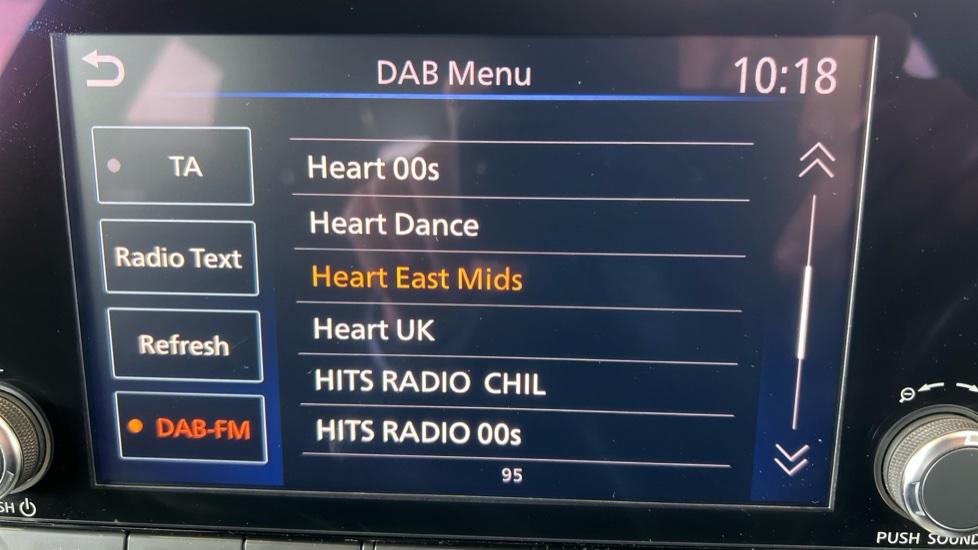 DAB Menu
10:18
TA
Radio Text
Refresh
DAB-FM
Heart 00s
Heart Dance
Heart East Mids
Heart UK
HITS RADIO CHIL
HITS RADIO 00s
95
PUSH